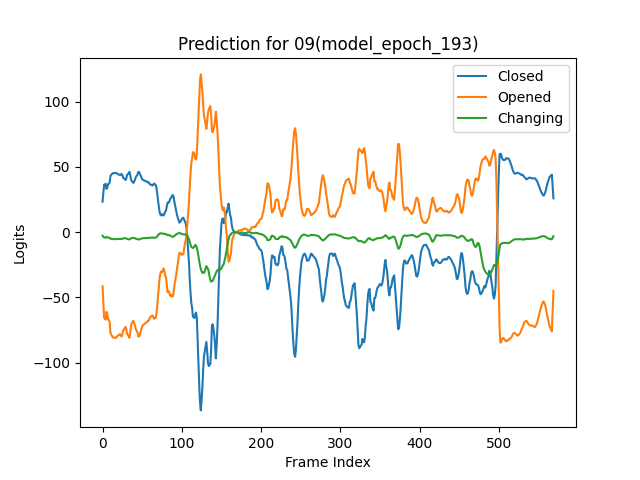 Prediction for 09(model_epoch_193)
Closed
Opened
Changing
Logits
100
50
0
−50
−100
0 100 200 300 400 500
Frame Index